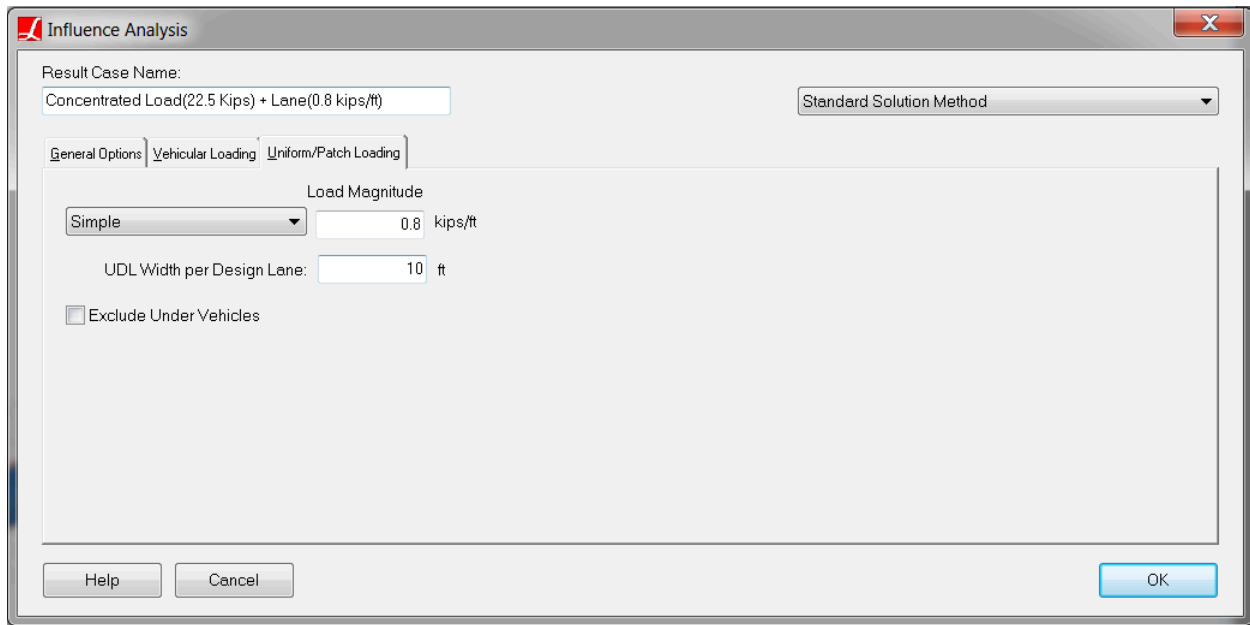 Influence Analysis
X
Result Case Name:
Concentrated Load(22.5 Kips) + Lane(0.8 kips/ft)
Standard Solution Method
General Options Vehicular Loading Uniform/Patch Loading
Load Magnitude
Simple 0.8 kips/ft
UDL Width per Design Lane: 10 ft
Exclude Under Vehicles
Help Cancel OK